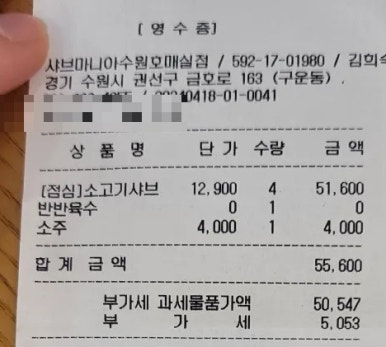 [영 수 증]
샤브마니아수원호매실점 / 592-17-01980 / 김희숙
경기 수원시 권선구 금호로 163 (구운동) .
0418-01-0041
상 품 명 단 가 수량 금 액
[점심]소고기샤브 12,900 4 51,600
반반육수 0 1 0
소주 4,000 1 4,000
합 계 금 액 55,600
부가세 과세물품가액 50,547
부 가 세 5,053